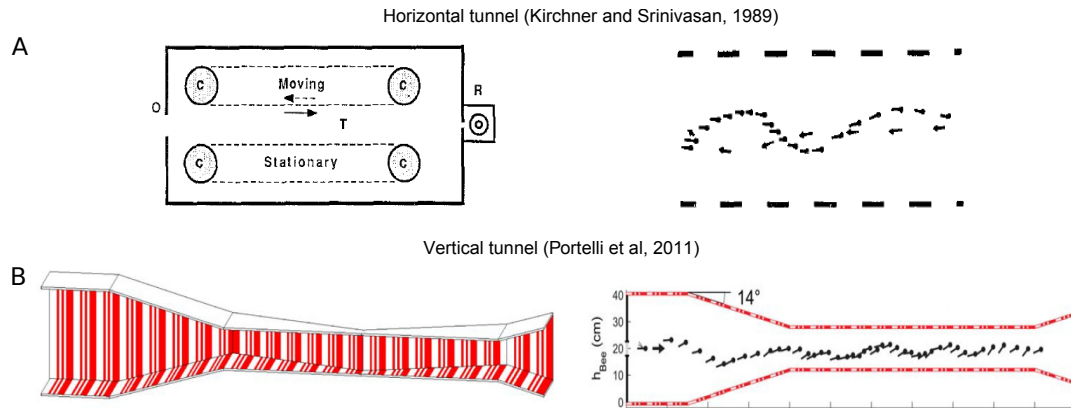 Horizontal tunnel (Kirchner and Srinivasan, 1989)
A
C
Moving
C
R
O
T
C
Stationary
C
Vertical tunnel (Portelli et al, 2011)
B
hBee (cm)
40
30
20
10
0
14°